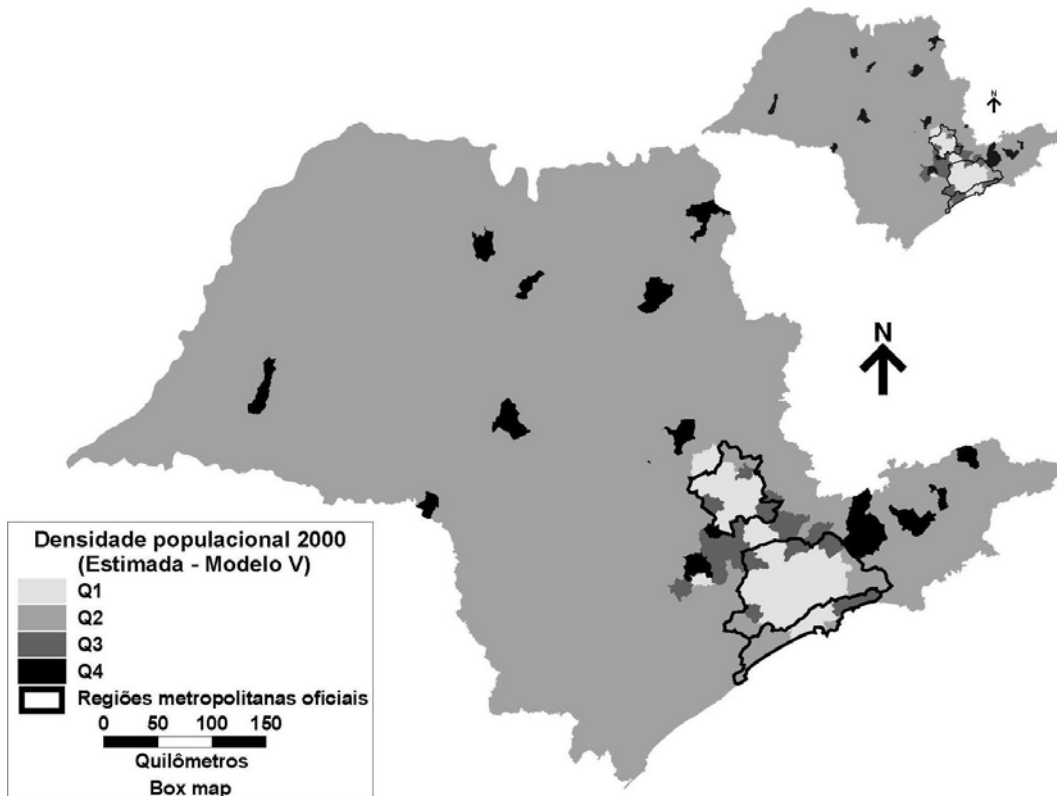 N
N
Densidade populacional 2000
(Estimada - Modelo V)
Q1
Q2
Q3
Q4
Regiões metropolitanas oficiais
0 50 100 150
Quilômetros
Box map